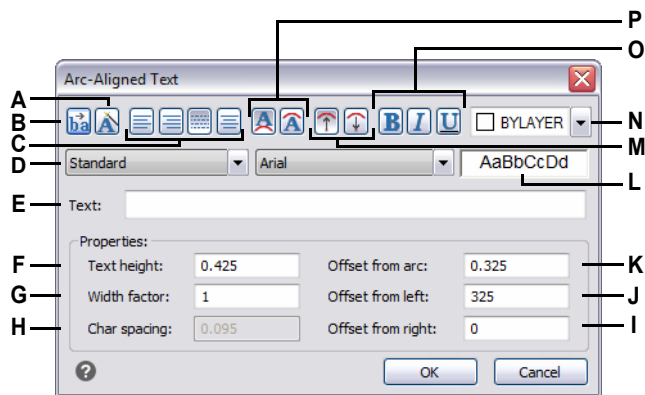 P
O
Arc-Aligned Text
A
B
ba A A A B I U BYLAYER
N
C
M
D
Standard Arial AaBbCcDd
L
E
Text:
Properties:
F
Text height: 0.425 Offset from arc: 0.325
K
G
Width factor: 1 Offset from left: 325
J
H
Char spacing: 0.095 Offset from right: 0
I
? OK Cancel